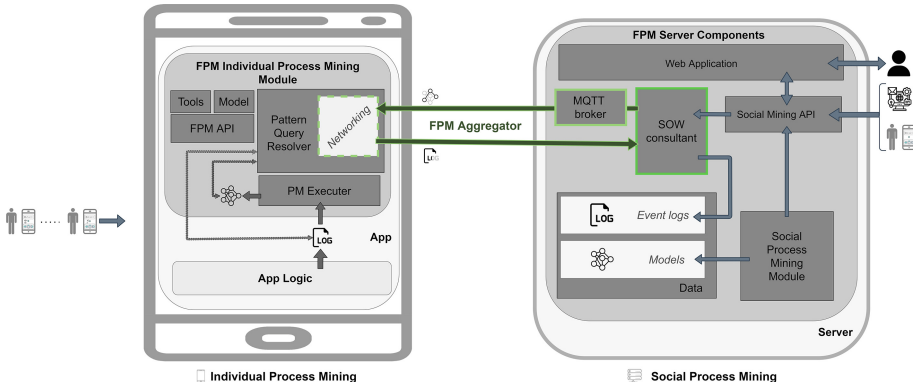 FPM Individual Process Mining
Module
Tools
Model
FPM API
Pattern
Query
Resolver
Networking
PM Executer
LOG
App
App Logic
Individual Process Mining
FPM Aggregator
LOG
FPM Server Components
Web Application
MQTT
broker
SOW
consultant
Social Mining API
LOG
Event logs
Models
Data
Social
Process
Mining
Module
Server
Social Process Mining